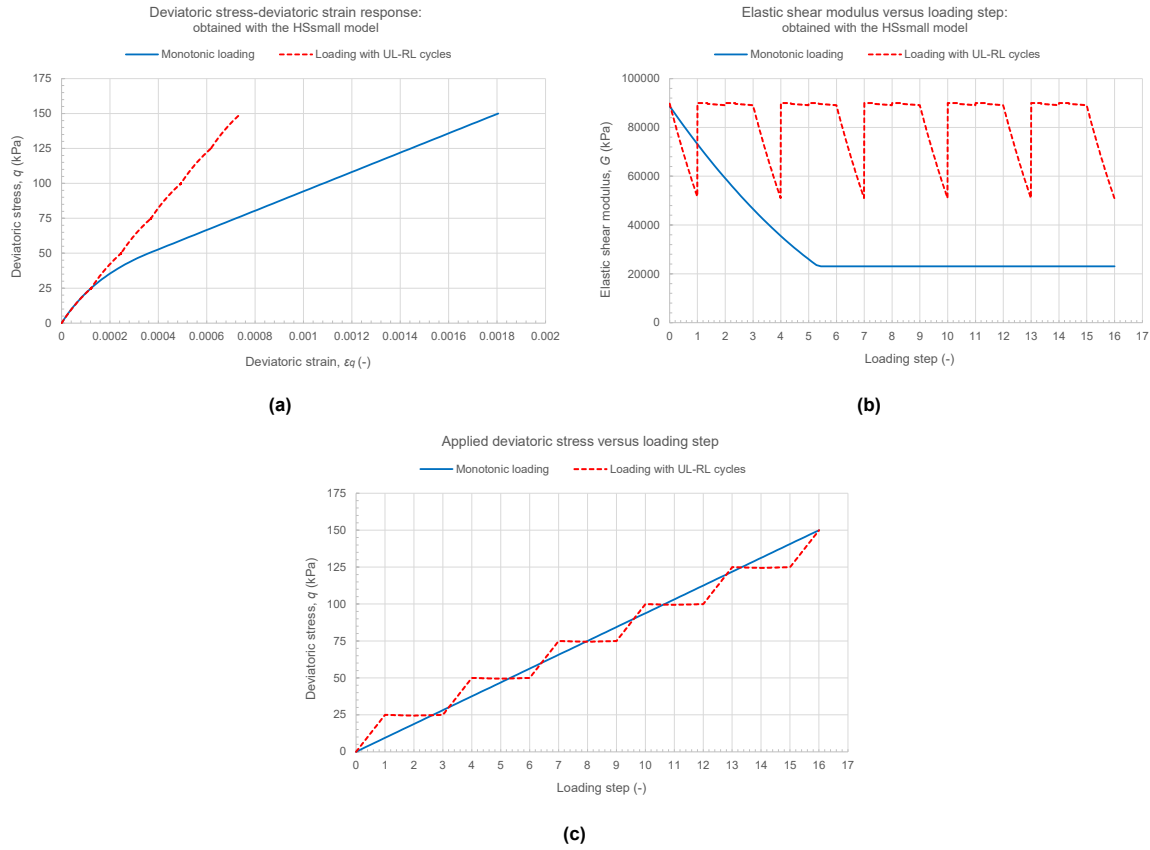 Deviatoric stress-deviatoric strain response:
obtained with the HSsmall model
Monotonic loading
Loading with UL-RL cycles
175
150
125
100
75
50
25
0
Deviatoric stress, q (kPa)
0 0.0002 0.0004 0.0006 0.0008 0.001 0.0012 0.0014 0.0016 0.0018 0.002
Deviatoric strain, εq (-)
(a)
Elastic shear modulus versus loading step:
obtained with the HSsmall model
Monotonic loading
Loading with UL-RL cycles
100000
80000
60000
40000
20000
0
Elastic shear modulus, G (kPa)
0 1 2 3 4 5 6 7 8 9 10 11 12 13 14 15 16 17
Loading step (-)
(b)
Applied deviatoric stress versus loading step
Monotonic loading
Loading with UL-RL cycles
175
150
125
100
75
50
25
0
Deviatoric stress, q (kPa)
0 1 2 3 4 5 6 7 8 9 10 11 12 13 14 15 16 17
Loading step (-)
(c)